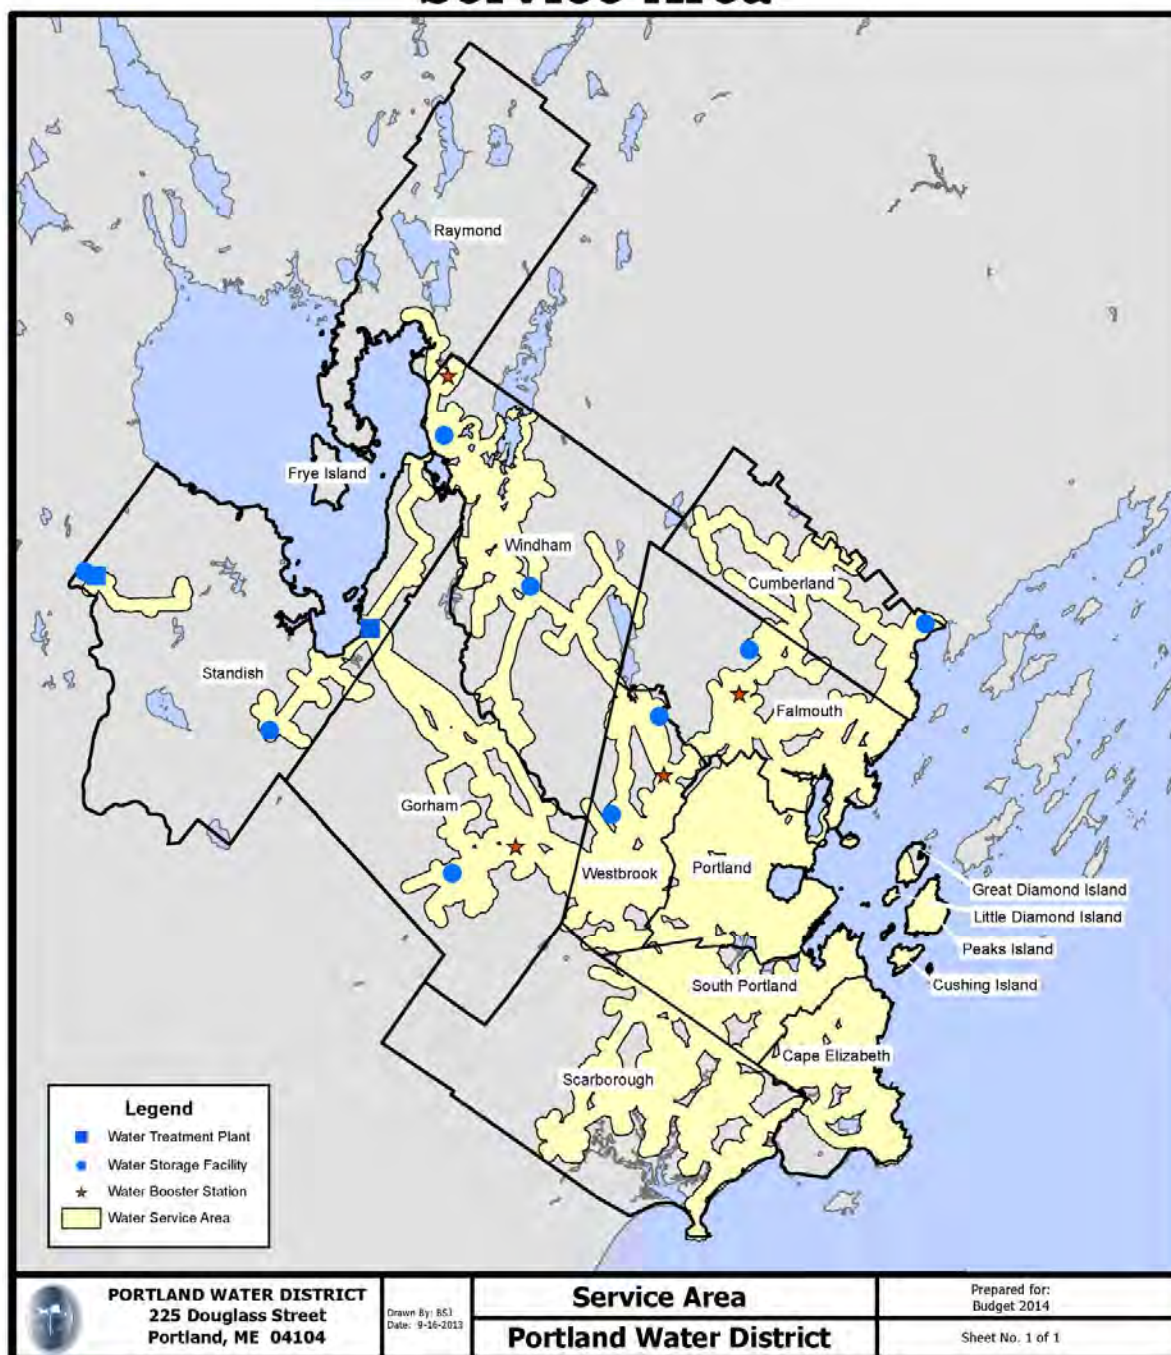 Service Area
Raymond
Frye Island
Windham
Cumberland
Standish
Falmouth
Gorham
Westbrook
Portland
Great Diamond Island
Little Diamond Island
Peaks Island
Cushing Island
South Portland
Cape Elizabeth
Scarborough
Legend
Water Treatment Plant
Water Storage Facility
Water Booster Station
Water Service Area
PORTLAND WATER DISTRICT
225 Douglass Street
Portland, ME 04104
Drawn By: BSJ
Date: 9-16-2013
Service Area
Portland Water District
Prepared for:
Budget 2014
Sheet No. 1 of 1